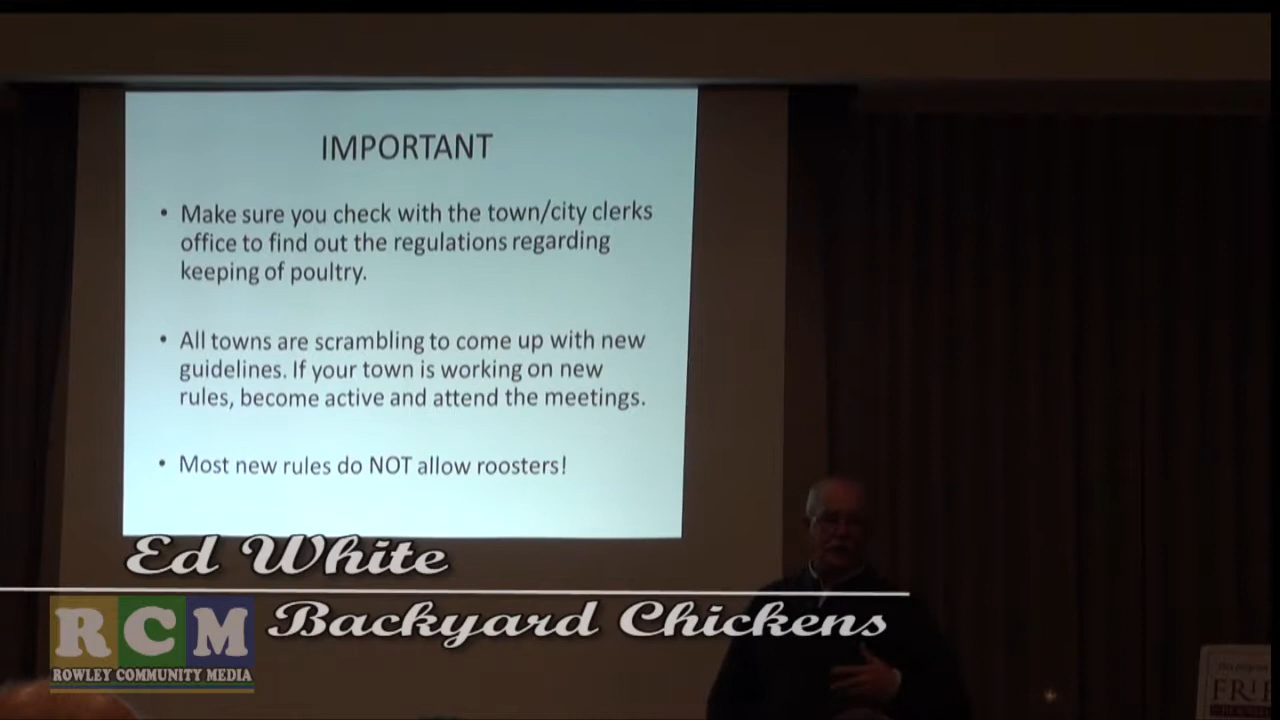 IMPORTANT
• Make sure you check with the town/city clerks
office to find out the regulations regarding
keeping of poultry.
• All towns are scrambling to come up with new
guidelines. If your town is working on new
rules, become active and attend the meetings.
• Most new rules do NOT allow roosters!
Ed White
Backyard Chickens
RCM
ROWLEY COMMUNITY MEDIA